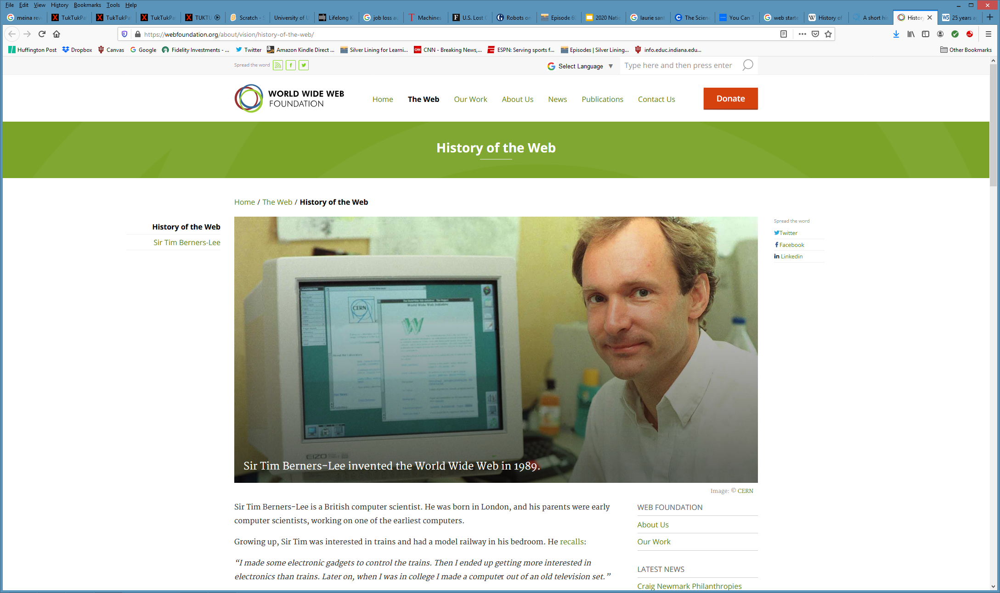 File Edit View History Bookmarks Tools Help
meina rev TukTukPa TukTukPa TukTukPa TUKTU Scratch - University of U Lifelong K job loss au Machines U.S. Lost Robots on Episode 60 2020 Nati laurie sant The Scien You Can T web starte History of A short his History 25 years a
https://webfoundation.org/about/vision/history-of-the-web/
Huffington Post Dropbox Canvas Google Fidelity Investments - ... Twitter Amazon Kindle Direct ... Silver Lining for Learni... CNN - Breaking News,... ESPN: Serving sports f... Episodes | Silver Lining... info.educ.indiana.edu... Other Bookmarks
Spread the word Select Language ▼ Type here and then press enter
WORLD WIDE WEB
FOUNDATION
Home The Web Our Work About Us News Publications Contact Us Donate
History of the Web
Home / The Web / History of the Web
History of the Web
Sir Tim Berners-Lee
Spread the word
Twitter
Facebook
Linkedin
CERN
World Wide Web Initiative
W
EIZO
Sir Tim Berners-Lee invented the World Wide Web in 1989.
Image: © CERN
Sir Tim Berners-Lee is a British computer scientist. He was born in London, and his parents were early
computer scientists, working on one of the earliest computers.
Growing up, Sir Tim was interested in trains and had a model railway in his bedroom. He recalls:
“I made some electronic gadgets to control the trains. Then I ended up getting more interested in
electronics than trains. Later on, when I was in college I made a computer out of an old television set.”
WEB FOUNDATION
About Us
Our Work
LATEST NEWS
Craig Newmark Philanthropies